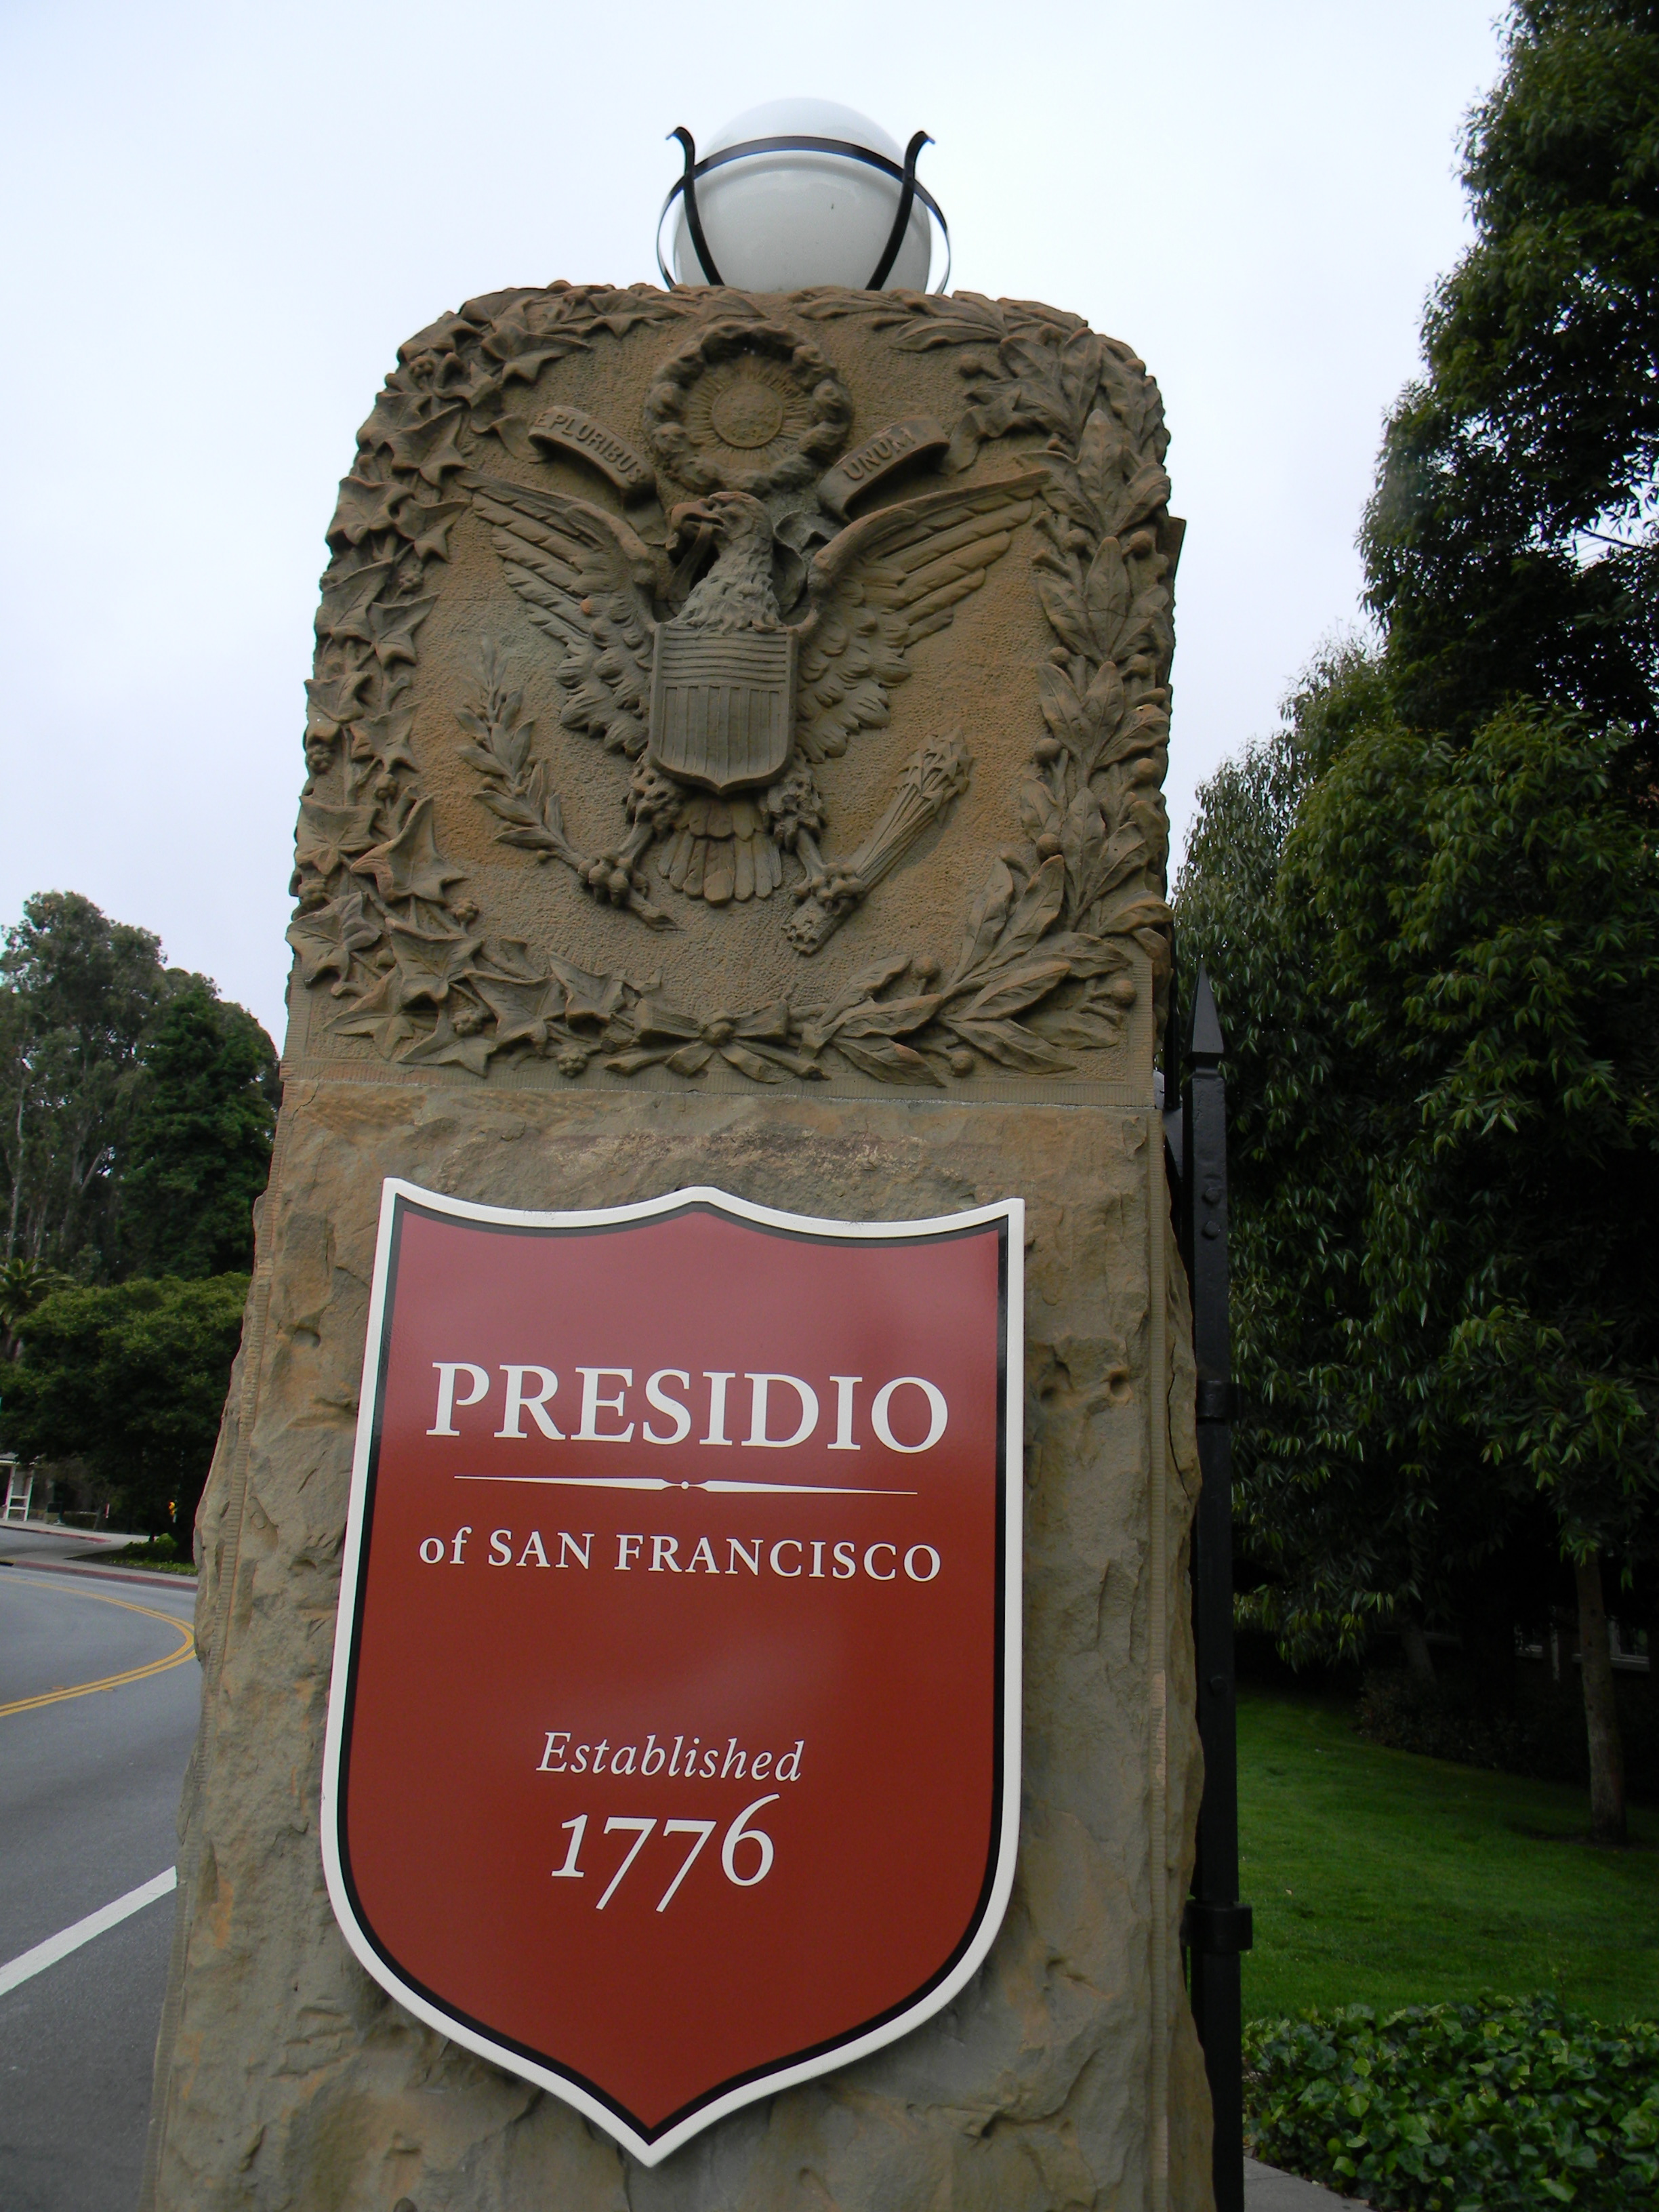 E PLURIBUS UNUM
PRESIDIO
of SAN FRANCISCO
Established
1776